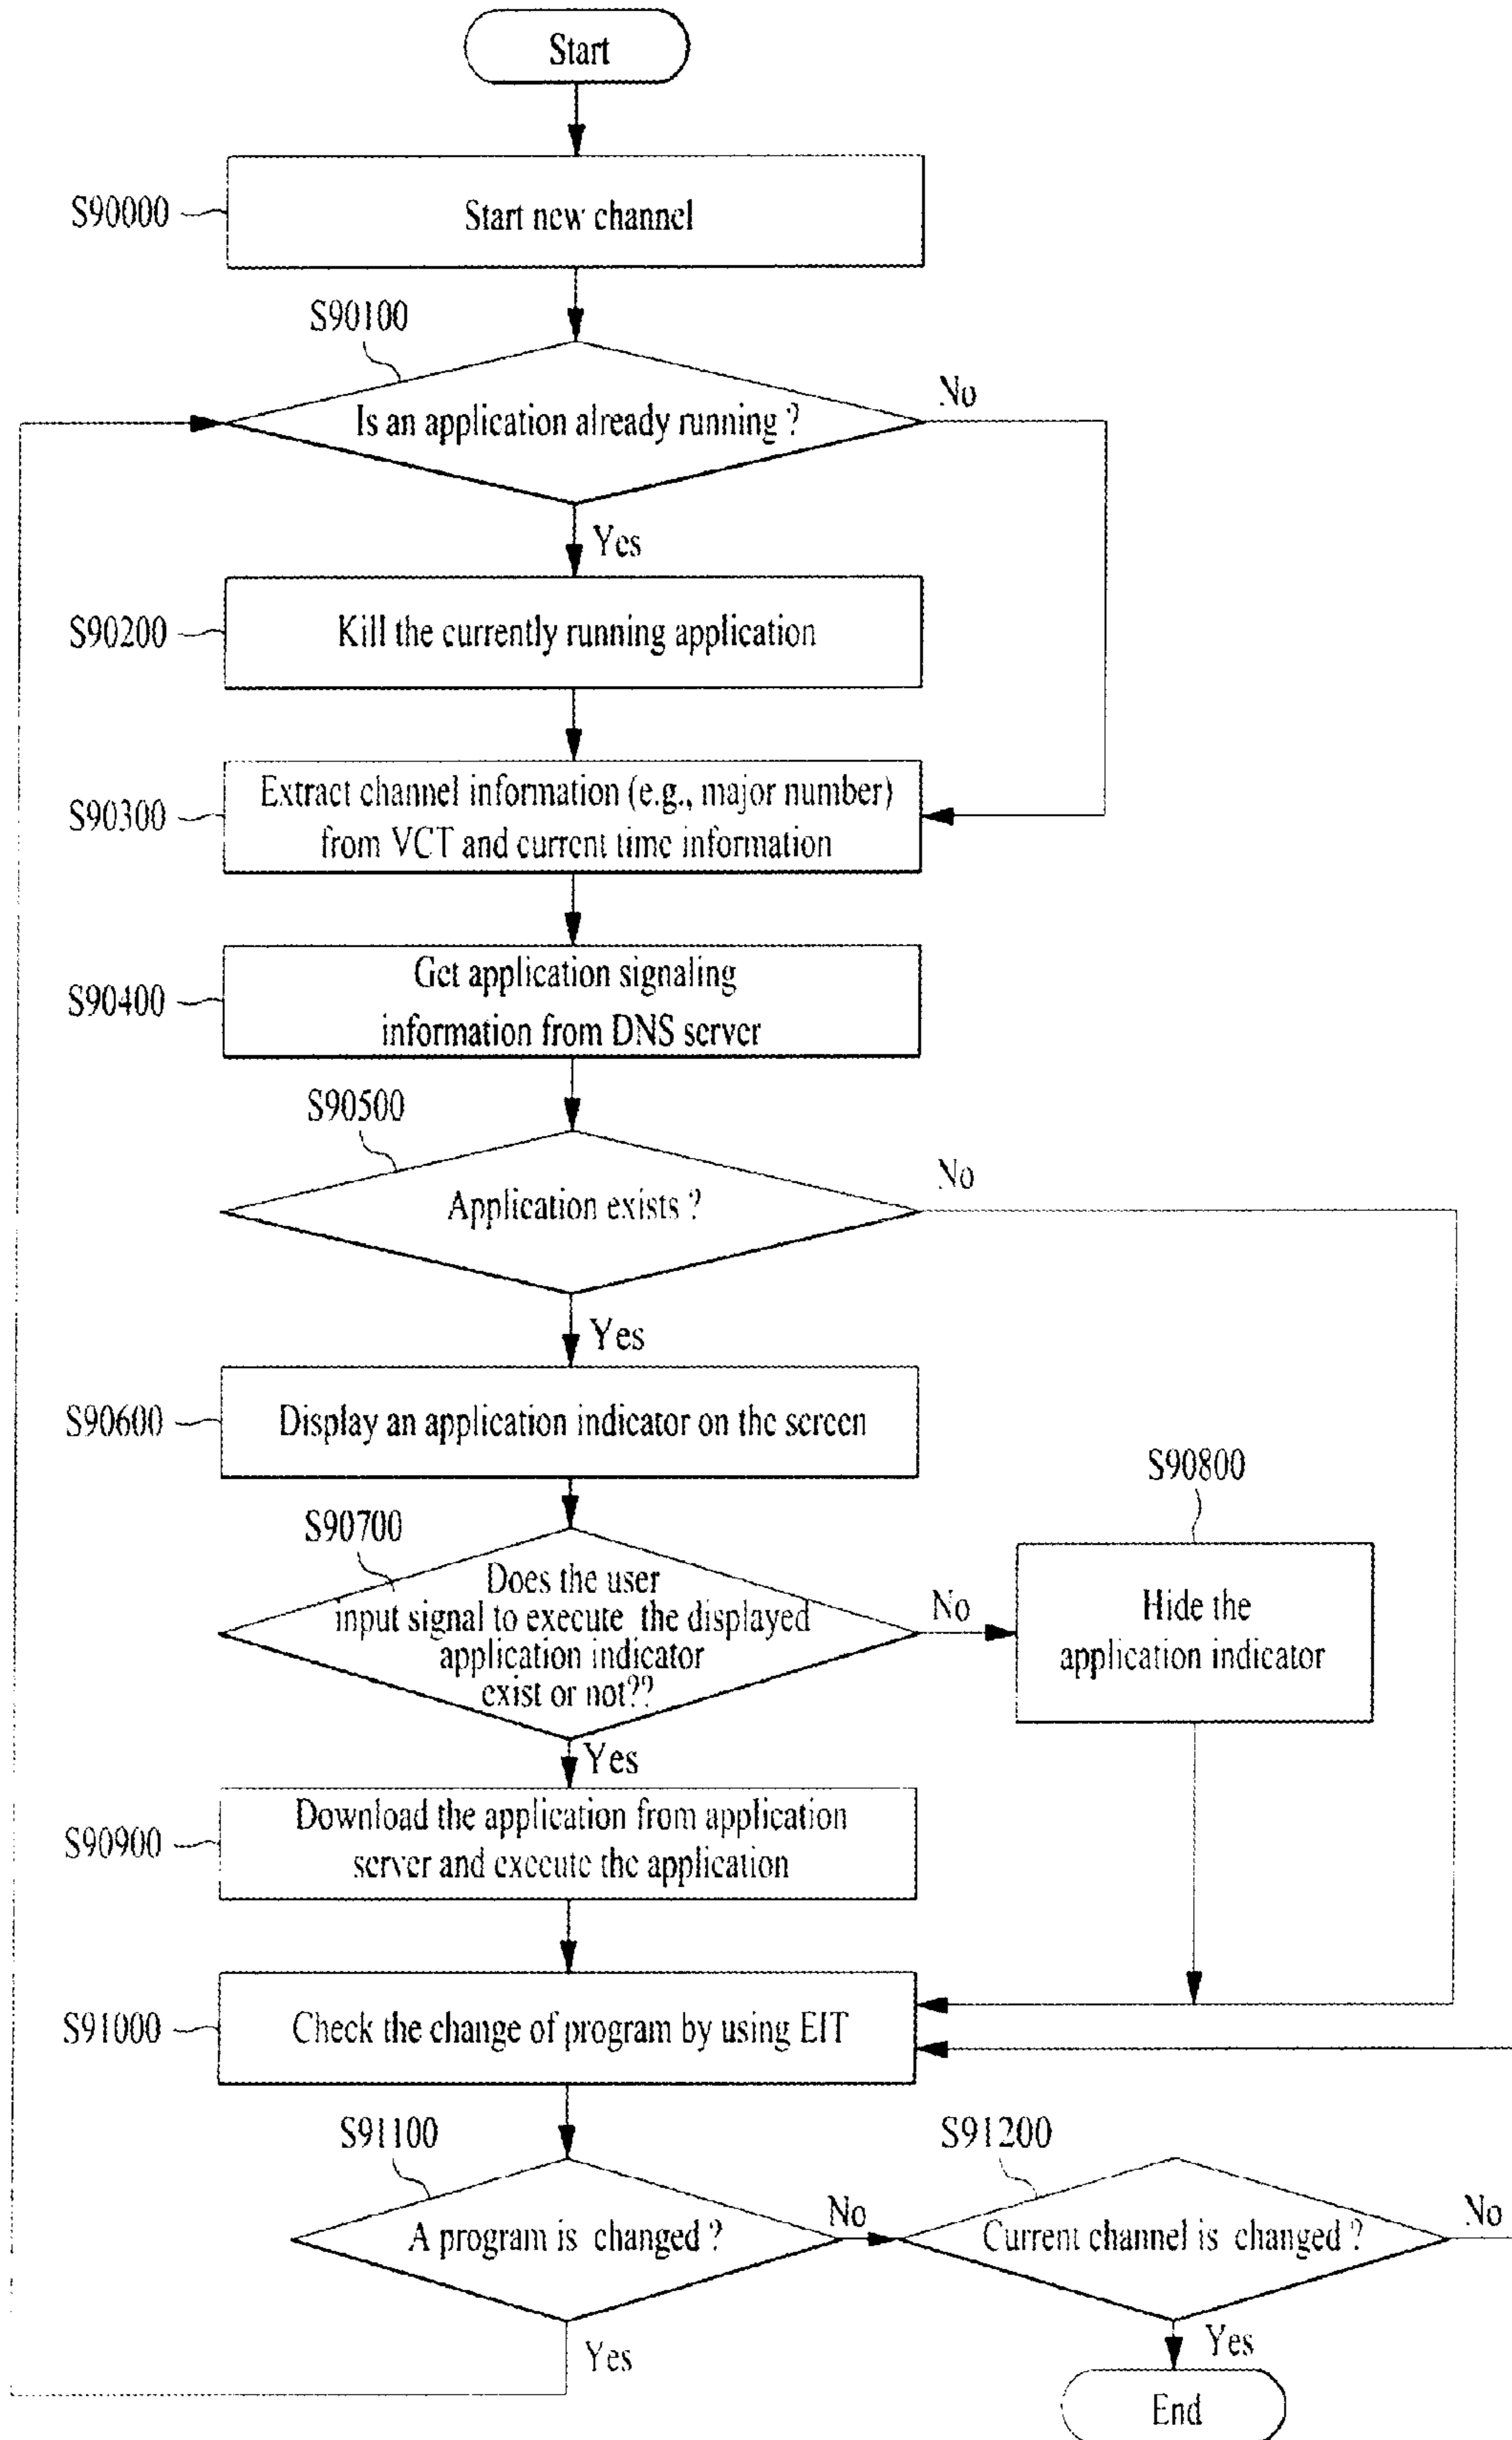 Start
S90000
Start new channel
S90100
Is an application already running ?
No
Yes
S90200
Kill the currently running application
S90300
Extract channel information (e.g., major number)
from VCT and current time information
S90400
Get application signaling
information from DNS server
S90500
Application exists ?
No
Yes
S90600
Display an application indicator on the screen
S90700
Does the user
input signal to execute the displayed
application indicator
exist or not??
No
S90800
Hide the
application indicator
Yes
S90900
Download the application from application
server and execute the application
S91000
Check the change of program by using EIT
S91100
A program is changed ?
No
S91200
Current channel is changed ?
No
Yes
Yes
End